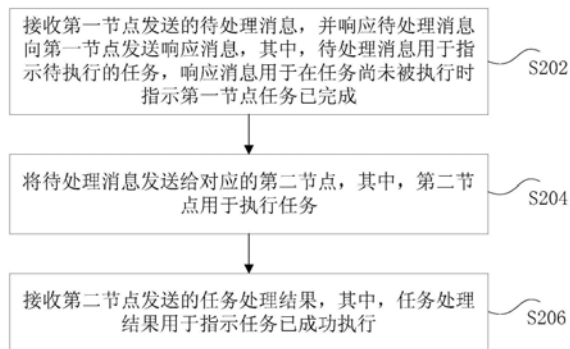 接收第一节点发送的待处理消息，并响应待处理消息
向第一节点发送响应消息，其中，待处理消息用于指
示待执行的任务，响应消息用于在任务尚未被执行时
指示第一节点任务已完成
S202
将待处理消息发送给对应的第二节点，其中，第二节
点用于执行任务
S204
接收第二节点发送的任务处理结果，其中，任务处理
结果用于指示任务已成功执行
S206